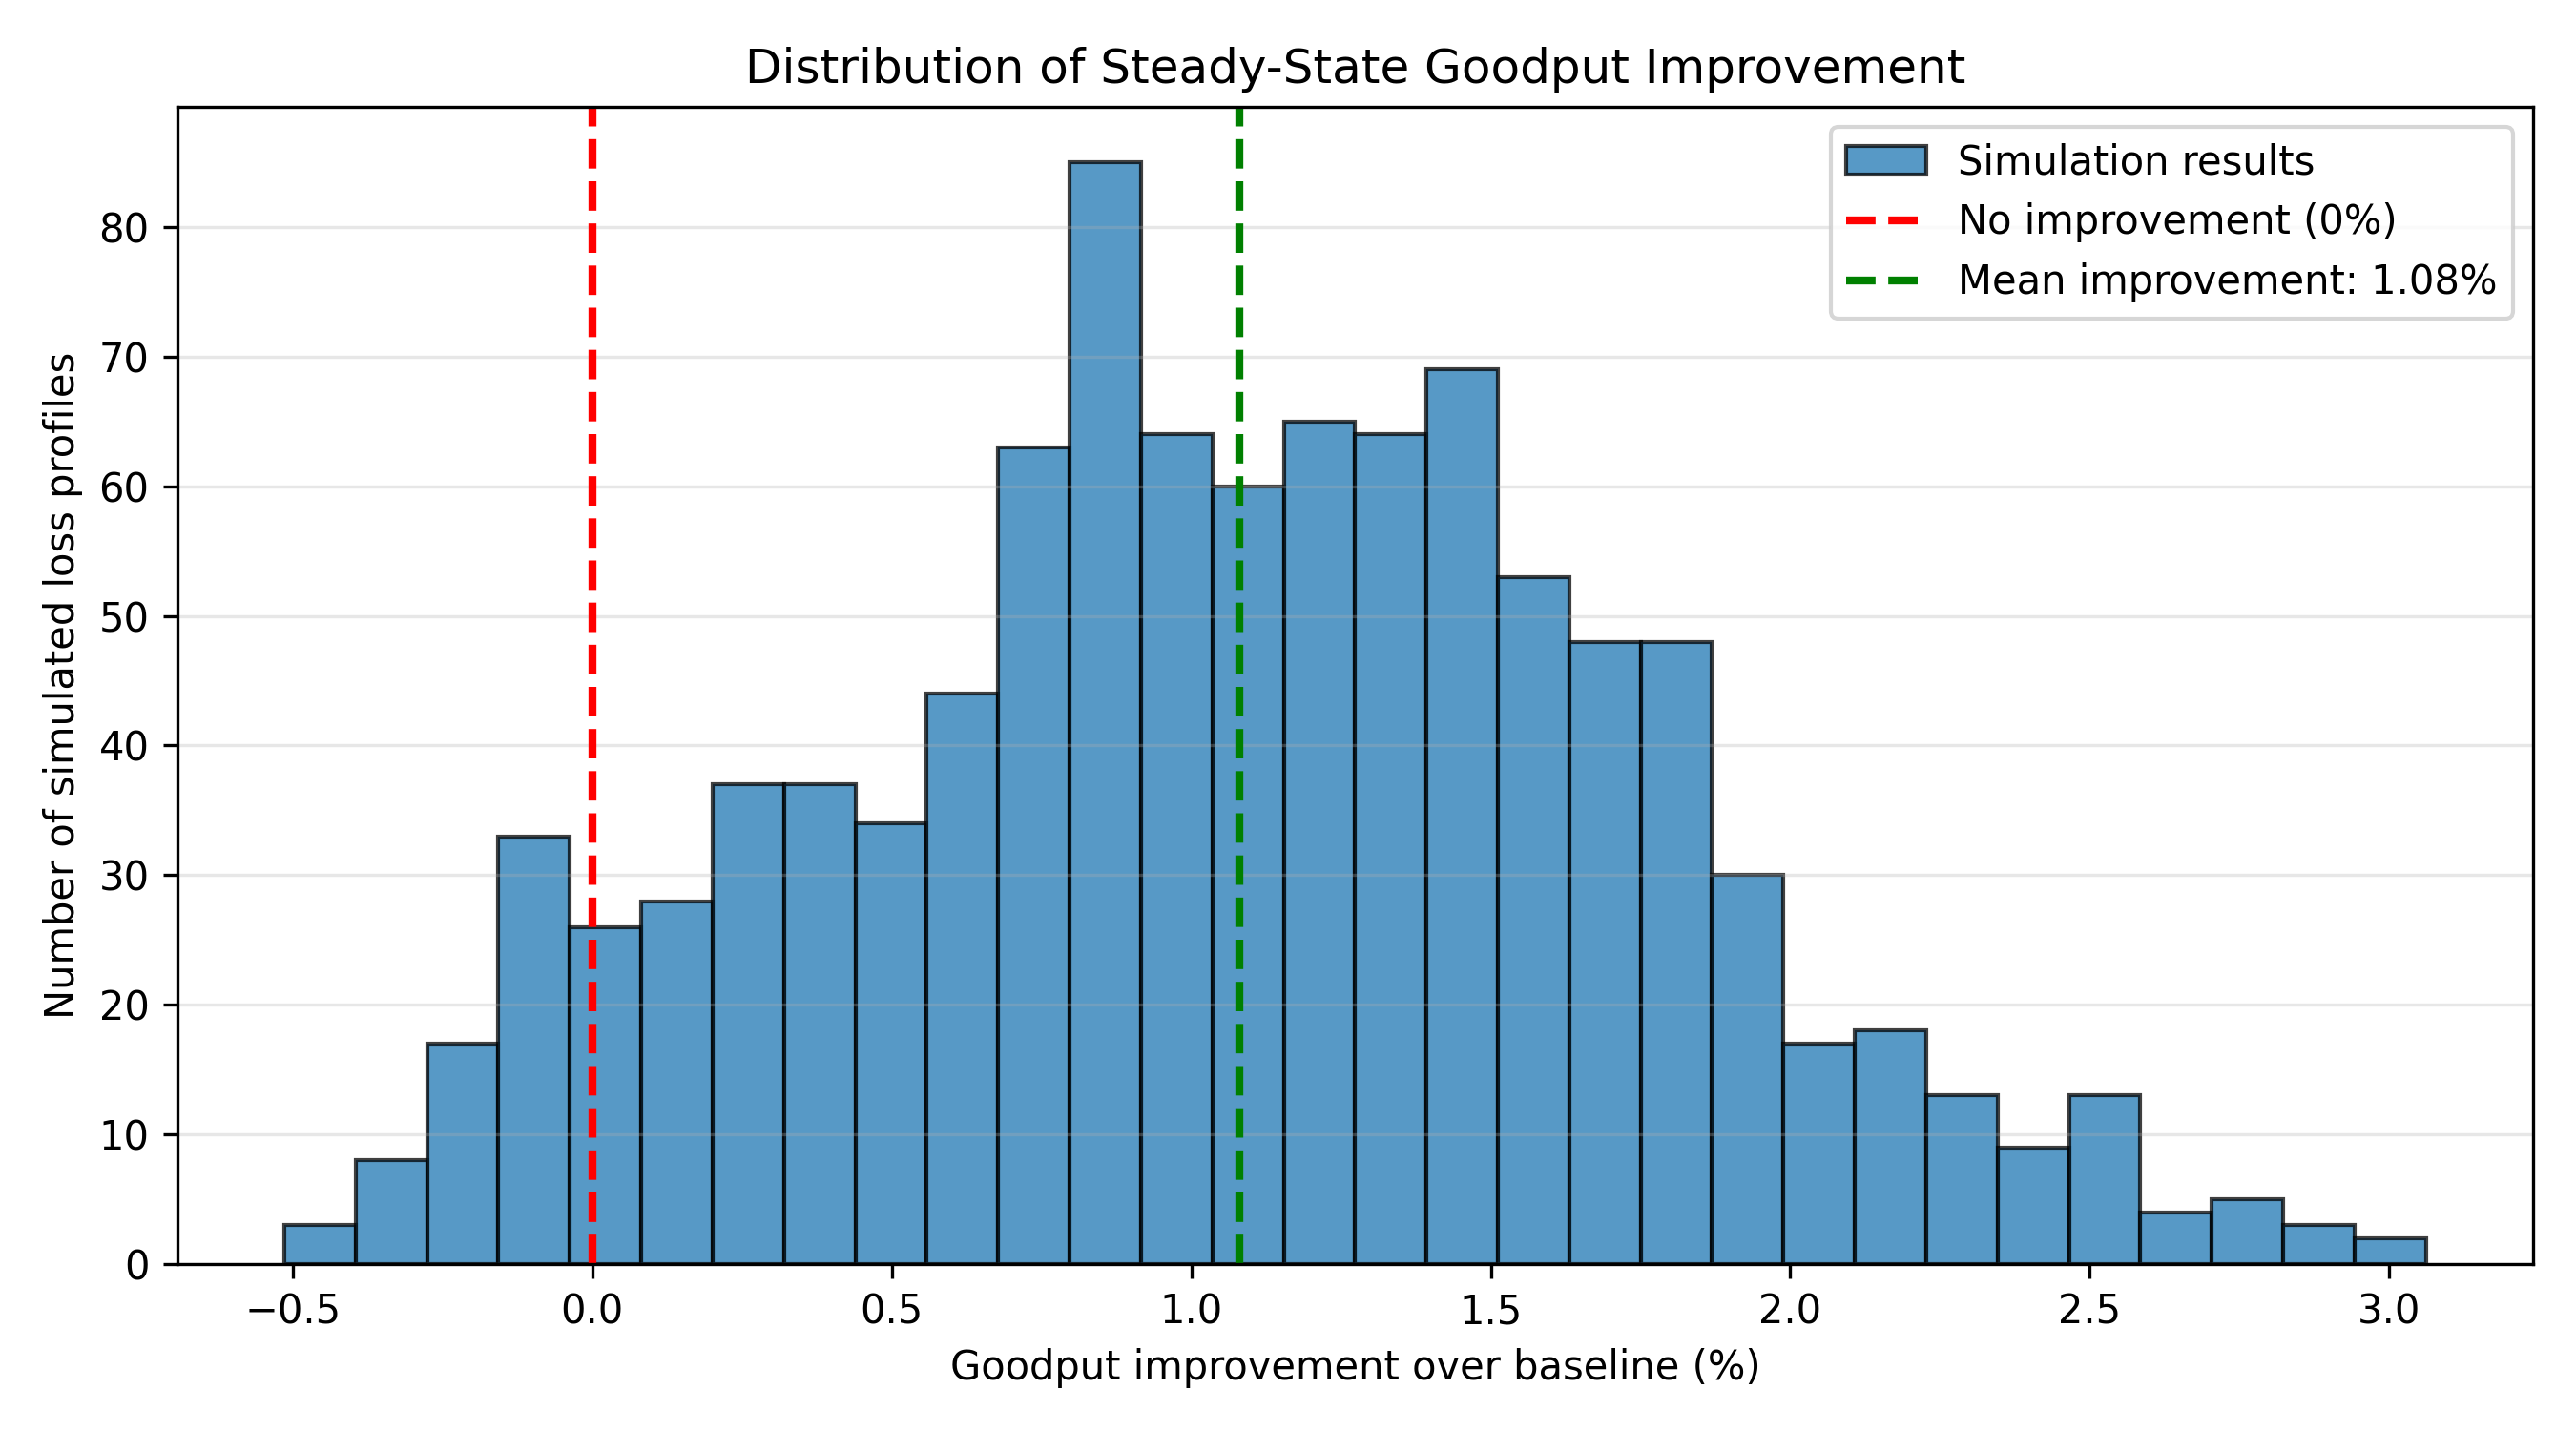 Distribution of Steady-State Goodput Improvement
Simulation results
No improvement (0%)
Mean improvement: 1.08%
Number of simulated loss profiles
80
70
60
50
40
30
20
10
0
−0.5 0.0 0.5 1.0 1.5 2.0 2.5 3.0
Goodput improvement over baseline (%)